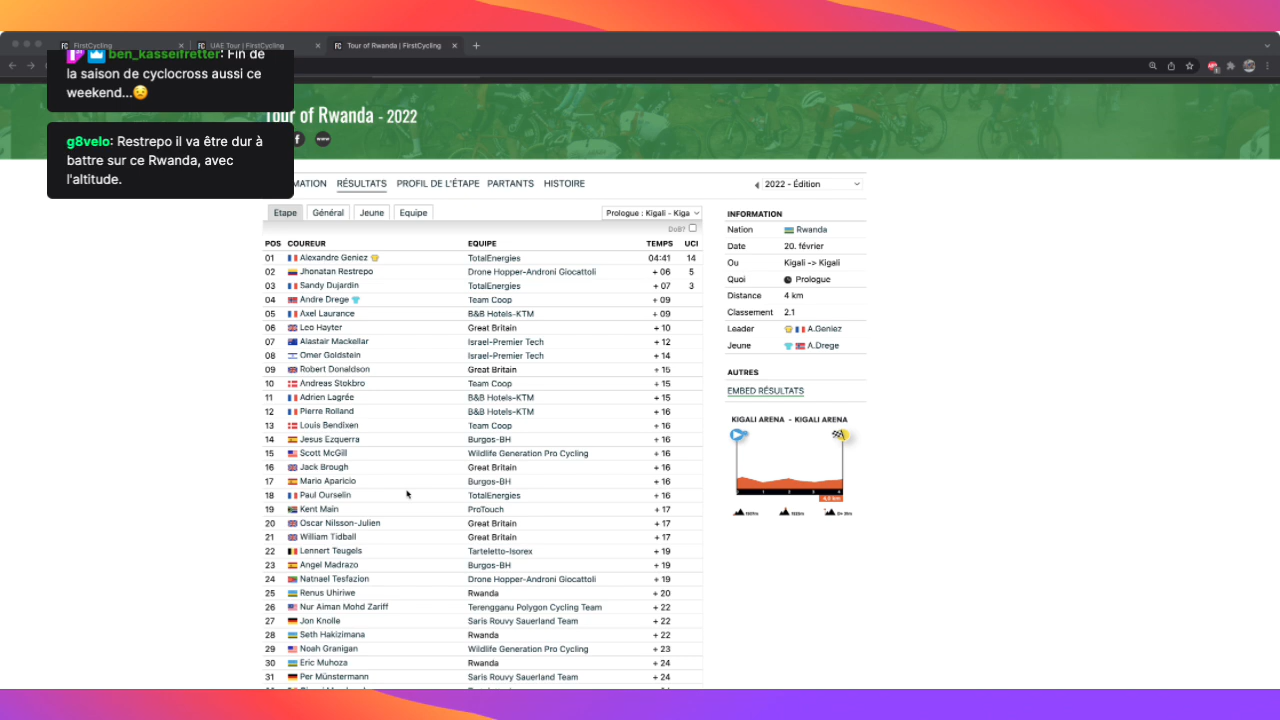 FirstCycling
UAE Tour | FirstCycling
Tour of Rwanda | FirstCycling
ben_kasseifretter: Fin de
la saison de cyclocross aussi ce
weekend...😟
g8velo: Restrepo il va être dur à
battre sur ce Rwanda, avec
l'altitude.
Tour of Rwanda - 2022
MATION RÉSULTATS PROFIL DE L'ÉTAPE PARTANTS HISTOIRE
2022 - Édition
Etape Général Jeune Equipe
Prologue : Kigali - Kiga
DoB?
POS COUREUR EQUIPE TEMPS UCI
01 Alexandre Geniez TotalEnergies 04:41 14
02 Jhonatan Restrepo Drone Hopper-Androni Giocattoli + 06 5
03 Sandy Dujardin TotalEnergies + 07 3
04 Andre Drege Team Coop + 09
05 Axel Laurance B&B Hotels-KTM + 09
06 Leo Hayter Great Britain + 10
07 Alastair Mackellar Israel-Premier Tech + 12
08 Omer Goldstein Israel-Premier Tech + 14
09 Robert Donaldson Great Britain + 15
10 Andreas Stokbro Team Coop + 15
11 Adrien Lagrée B&B Hotels-KTM + 15
12 Pierre Rolland B&B Hotels-KTM + 16
13 Louis Bendixen Team Coop + 16
14 Jesus Ezquerra Burgos-BH + 16
15 Scott McGill Wildlife Generation Pro Cycling + 16
16 Jack Brough Great Britain + 16
17 Mario Aparicio Burgos-BH + 16
18 Paul Ourselin TotalEnergies + 16
19 Kent Main ProTouch + 17
20 Oscar Nilsson-Julien Great Britain + 17
21 William Tidball Great Britain + 17
22 Lennert Teugels Tarteletto-Isorex + 19
23 Angel Madrazo Burgos-BH + 19
24 Natnael Tesfazion Drone Hopper-Androni Giocattoli + 19
25 Renus Uhiriwe Rwanda + 20
26 Nur Aiman Mohd Zariff Terengganu Polygon Cycling Team + 22
27 Jon Knolle Saris Rouvy Sauerland Team + 22
28 Seth Hakizimana Rwanda + 22
29 Noah Granigan Wildlife Generation Pro Cycling + 23
30 Eric Muhoza Rwanda + 24
31 Per Münstermann Saris Rouvy Sauerland Team + 24
INFORMATION
Nation Rwanda
Date 20. février
Ou Kigali -> Kigali
Quoi Prologue
Distance 4 km
Classement 2.1
Leader A.Geniez
Jeune A.Drege
AUTRES
EMBED RÉSULTATS
KIGALI ARENA - KIGALI ARENA